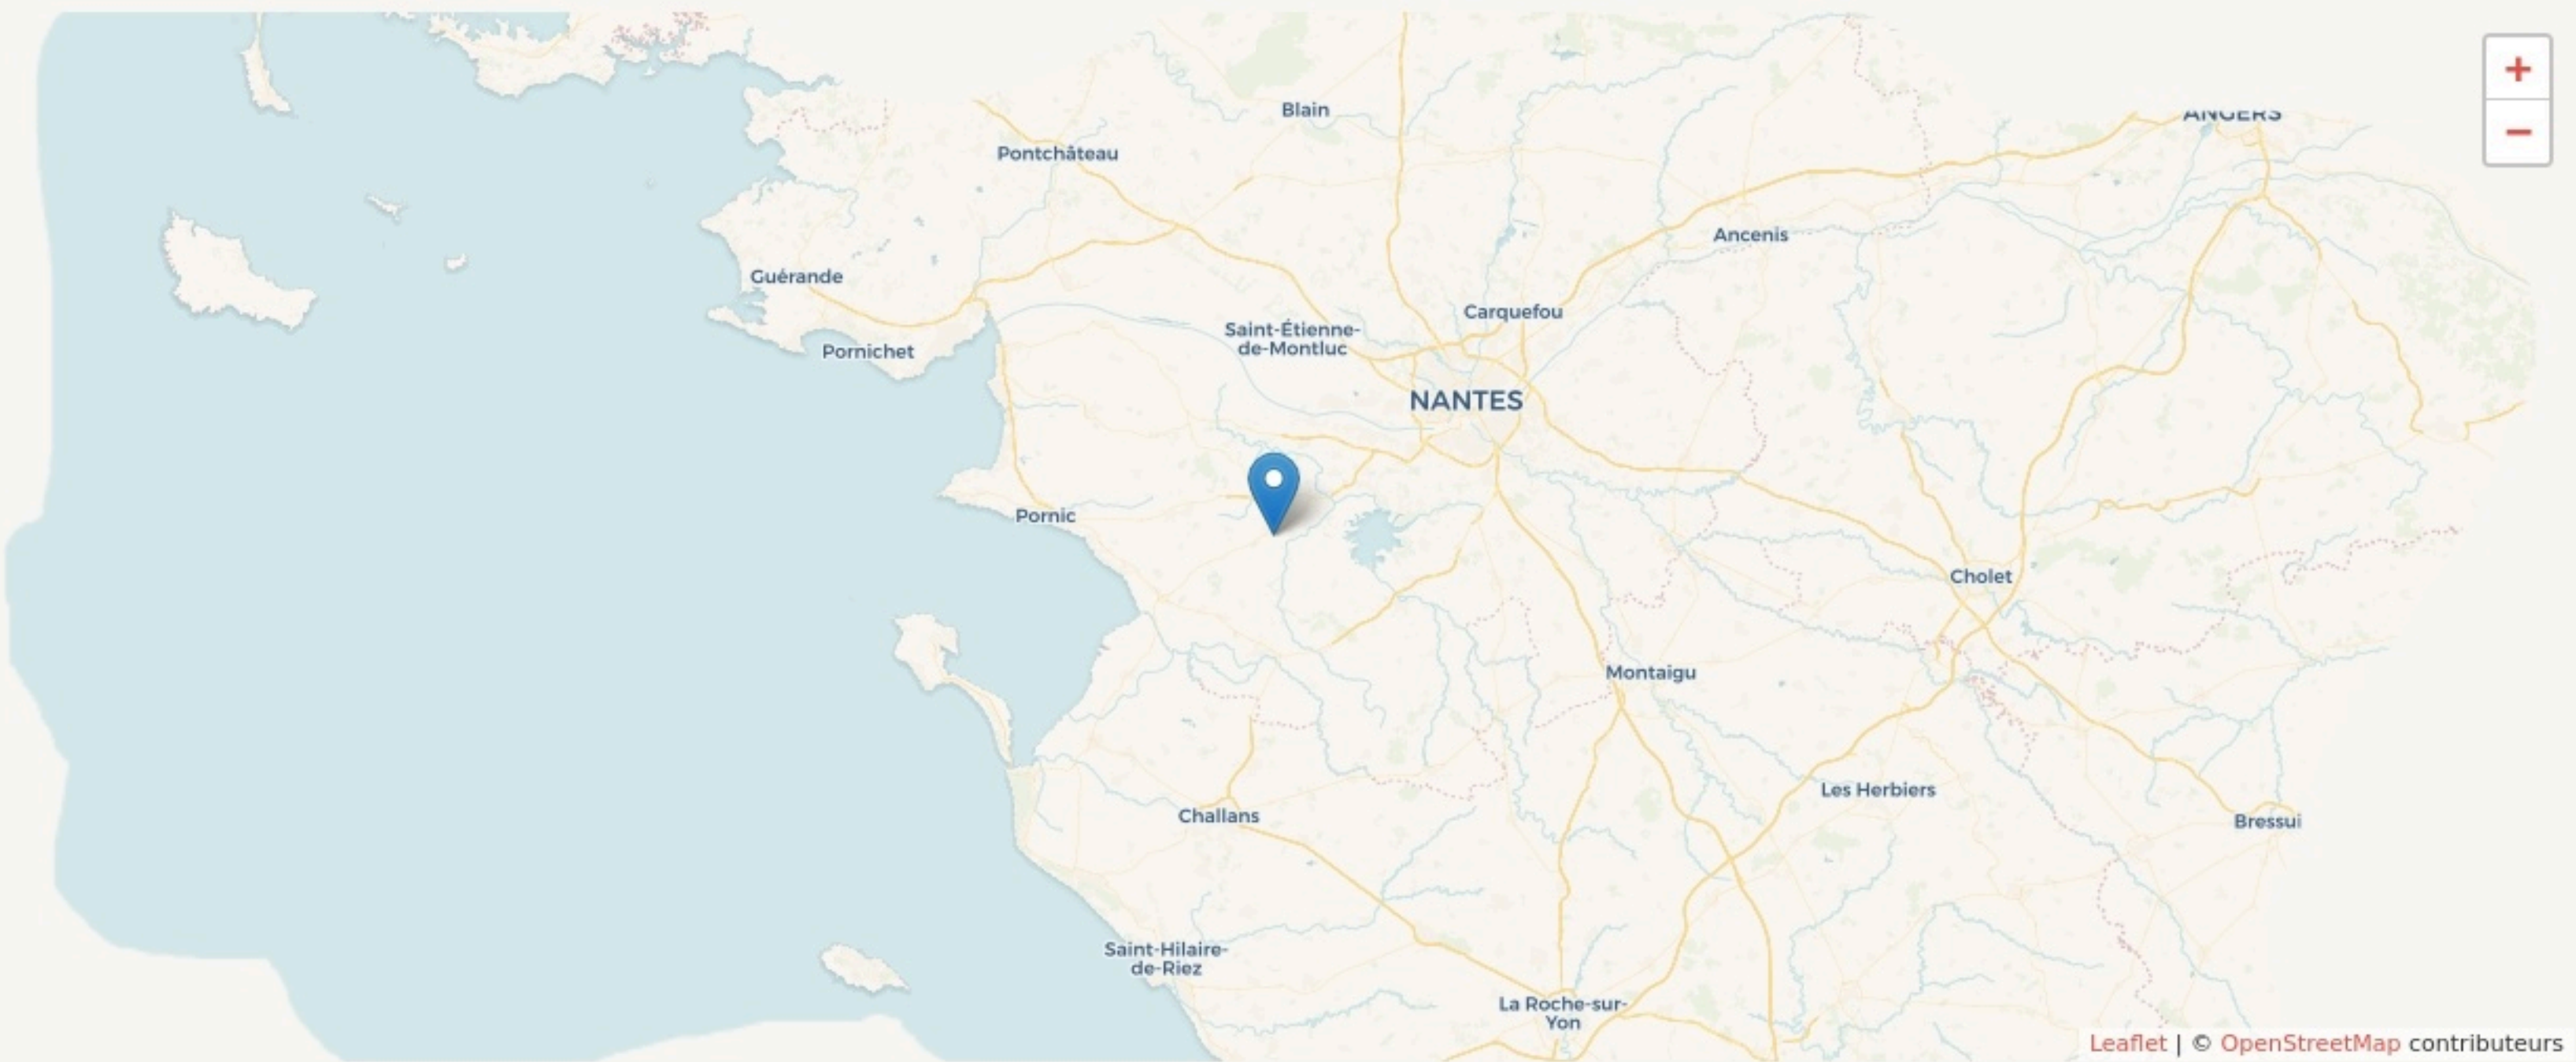 +
−
Blain
ANGERS
Pontchâteau
Ancenis
Guérande
Carquefou
Saint-Étienne-
de-Montluc
Pornichet
NANTES
Pornic
Cholet
Montaigu
Les Herbiers
Challans
Bressui
Saint-Hilaire-
de-Riez
La Roche-sur-
Yon
Leaflet | © OpenStreetMap contributeurs